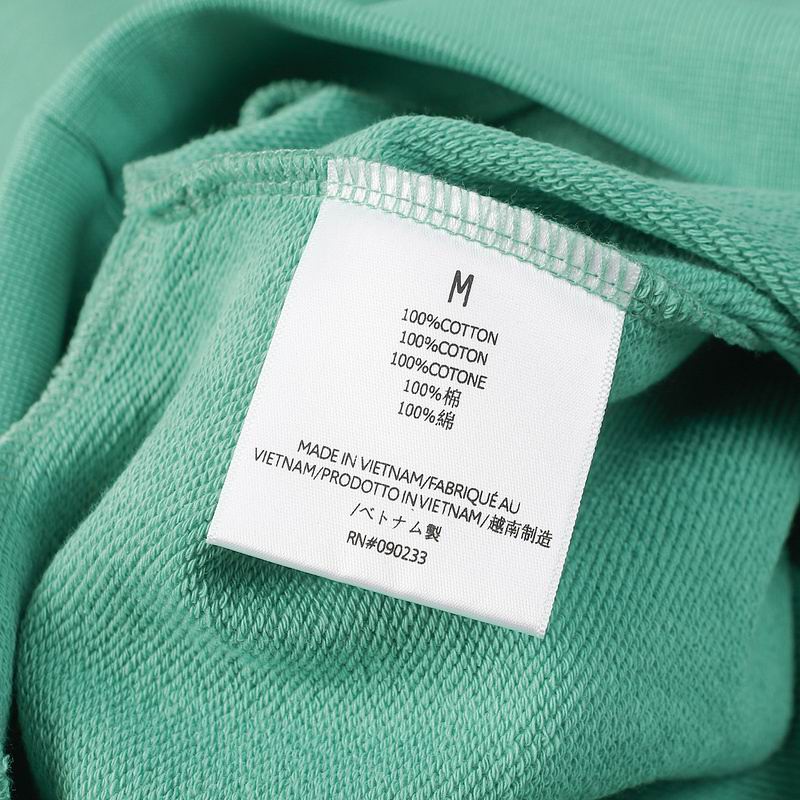 M
100%COTTON
100%COTON
100%COTONE
100%棉
100%綿
MADE IN VIETNAM/FABRIQUÉ AU
VIETNAM/PRODOTTO IN VIETNAM/越南制造
/ベトナム製
RN#090233